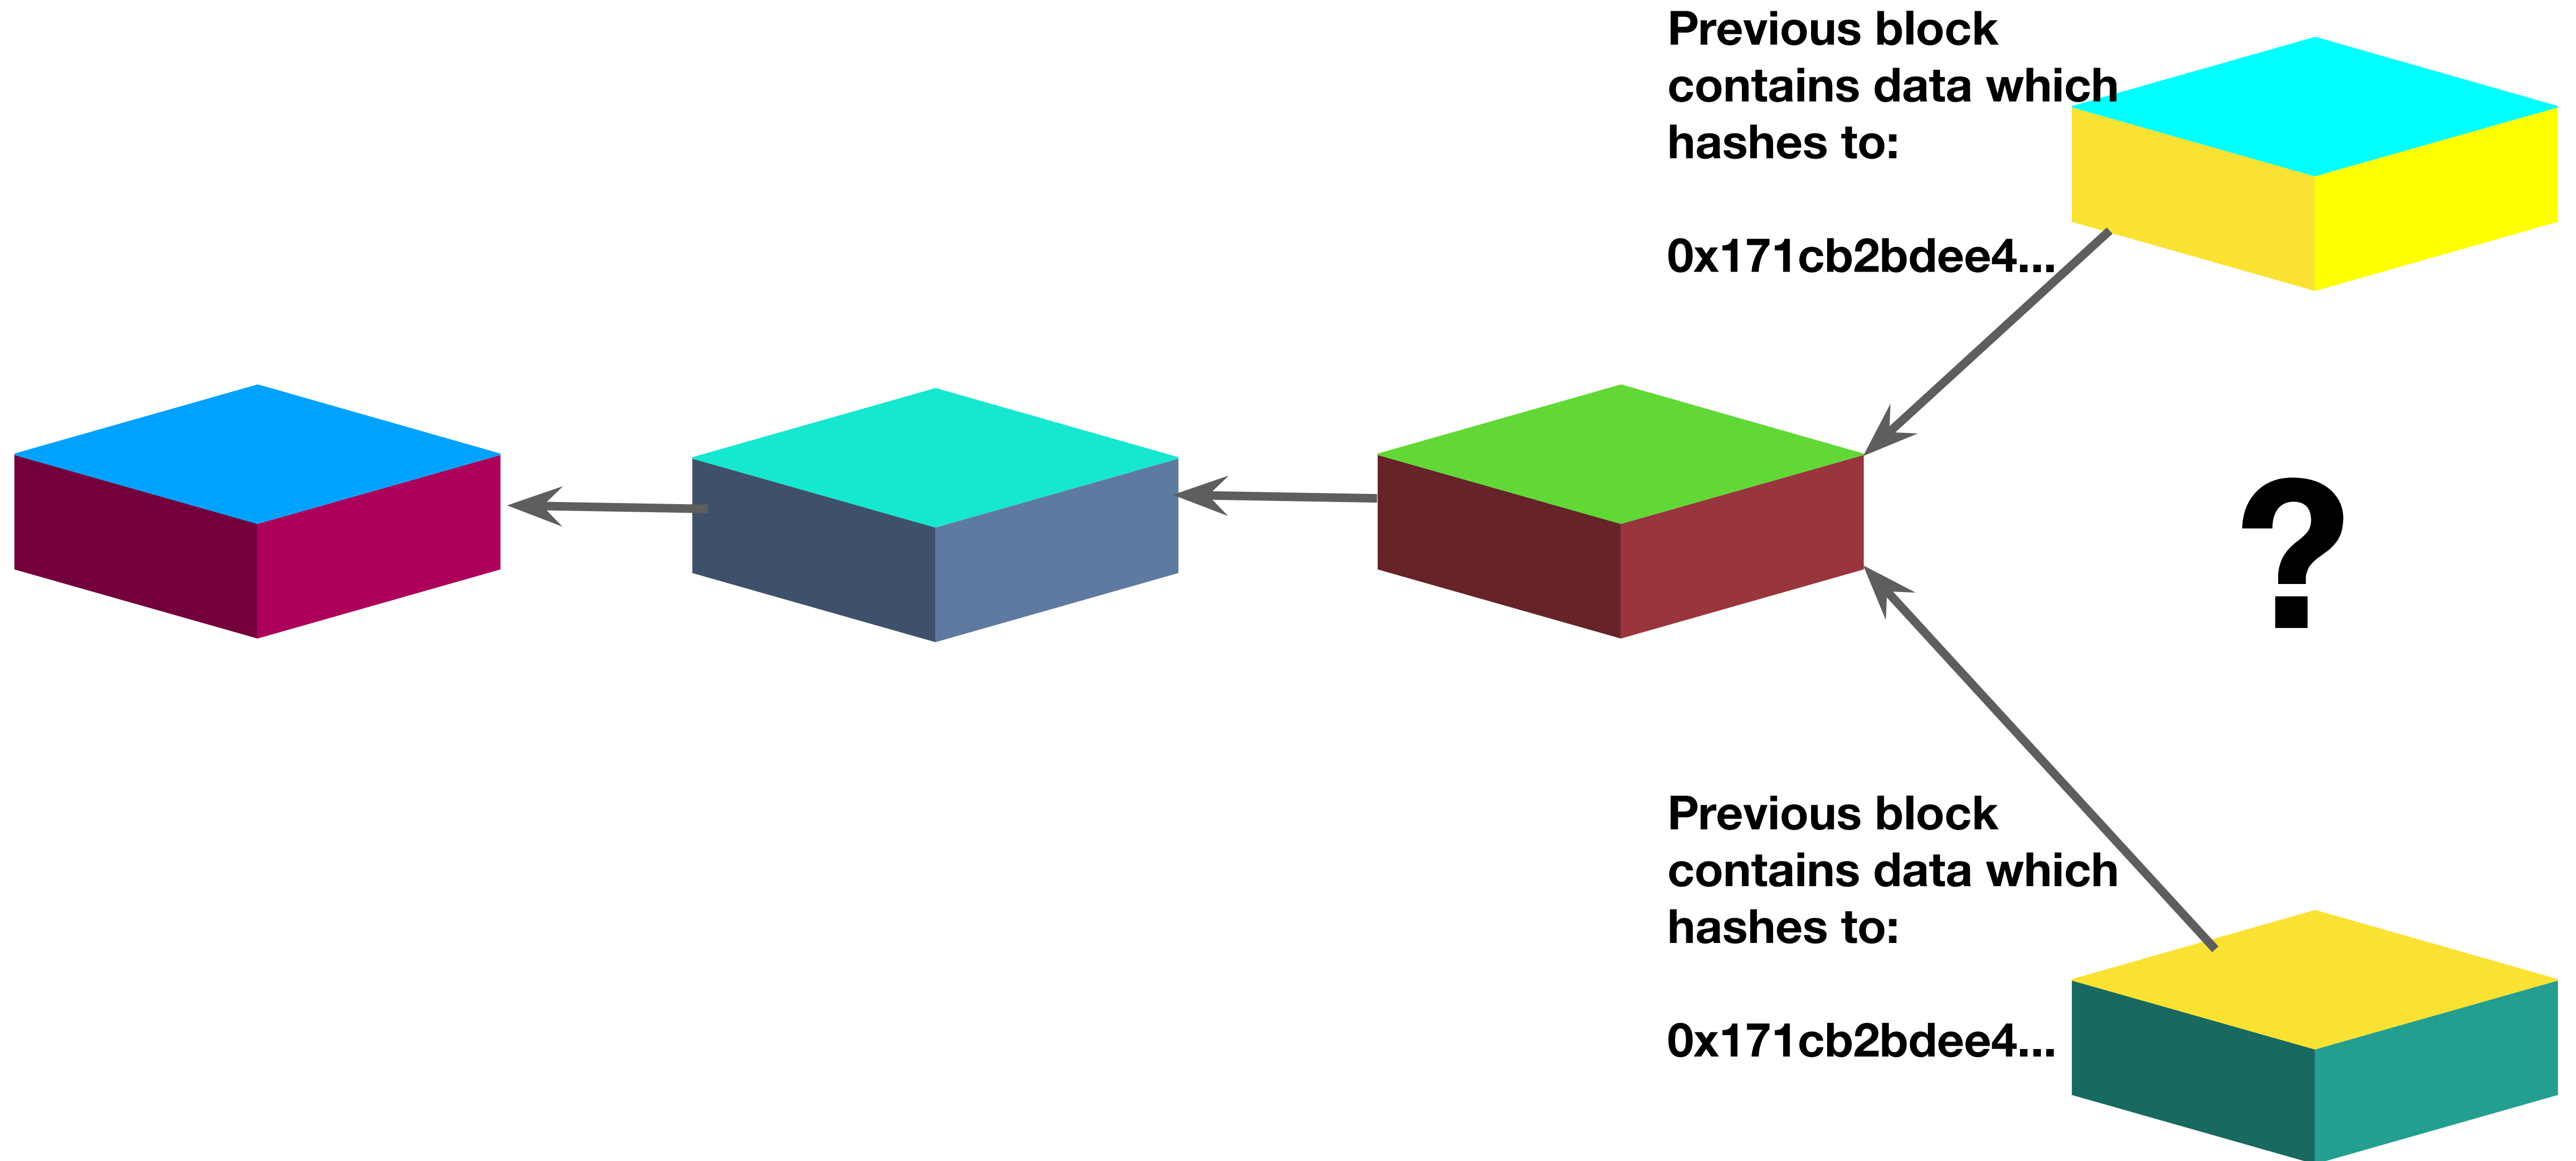 Previous block
contains data which
hashes to:
0x171cb2bdee4...
?
Previous block
contains data which
hashes to:
0x171cb2bdee4...